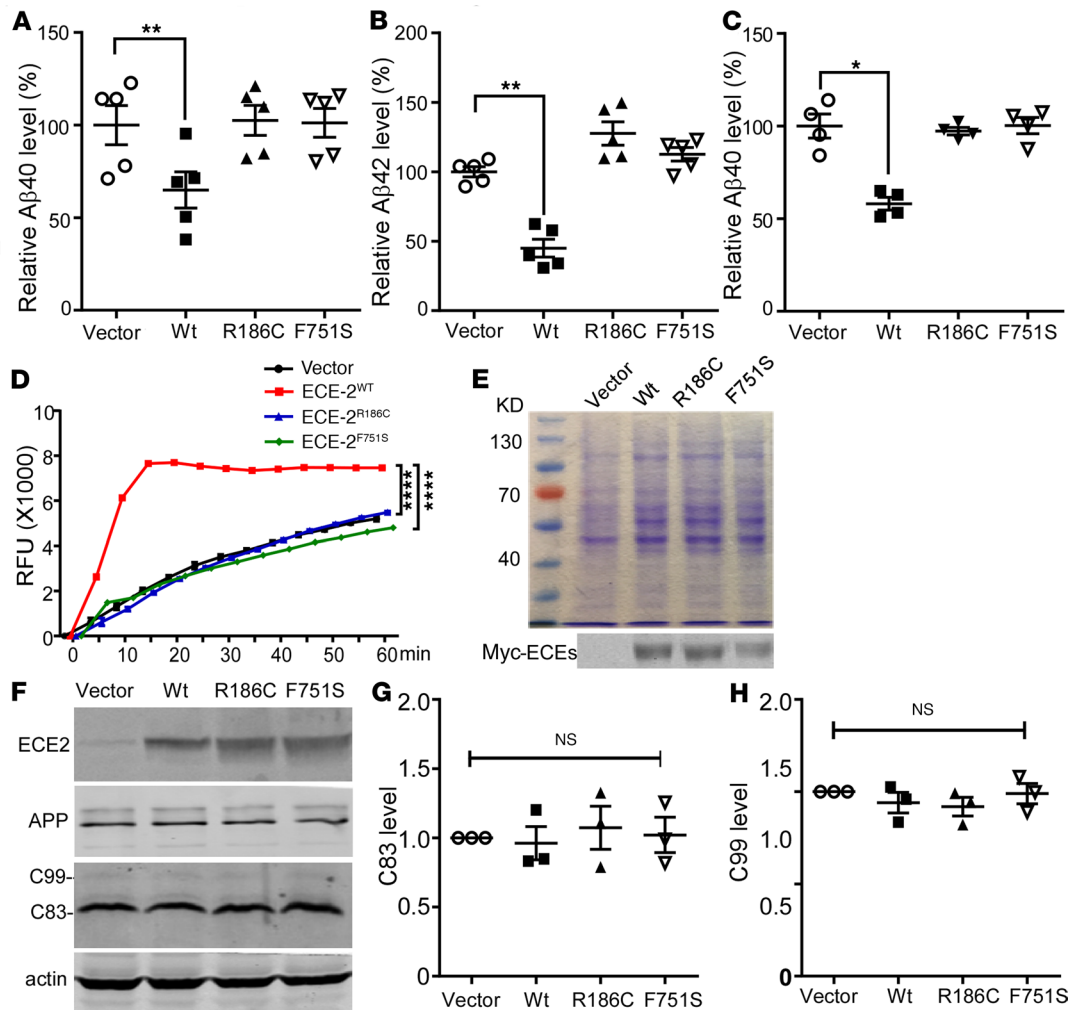 A
Relative Aβ40 level (%)
150
100
50
0
**
Vector Wt R186C F751S
B
Relative Aβ42 level (%)
200
150
100
50
0
**
Vector Wt R186C F751S
C
Relative Aβ40 level (%)
150
100
50
0
*
Vector Wt R186C F751S
D
Vector
ECE-2WT
ECE-2R186C
ECE-2F751S
RFU (X1000)
10
8
6
4
2
0
****
****
0 10 20 30 40 50 60 min
E
KD
Vector Wt R186C F751S
130
70
40
Myc-ECEs
F
Vector Wt R186C F751S
ECE2
APP
C99-
C83-
actin
G
C83 level
2.0
1.5
1.0
0.5
0
NS
Vector Wt R186C F751S
H
C99 level
2.0
1.5
1.0
0.5
0
NS
Vector Wt R186C F751S